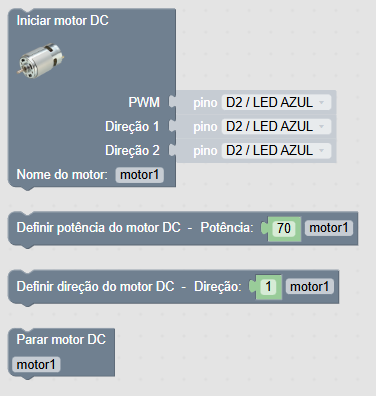 Iniciar motor DC
PWM pino D2 / LED AZUL
Direção 1 pino D2 / LED AZUL
Direção 2 pino D2 / LED AZUL
Nome do motor: motor1
Definir potência do motor DC - Potência: 70 motor1
Definir direção do motor DC - Direção: 1 motor1
Parar motor DC
motor1